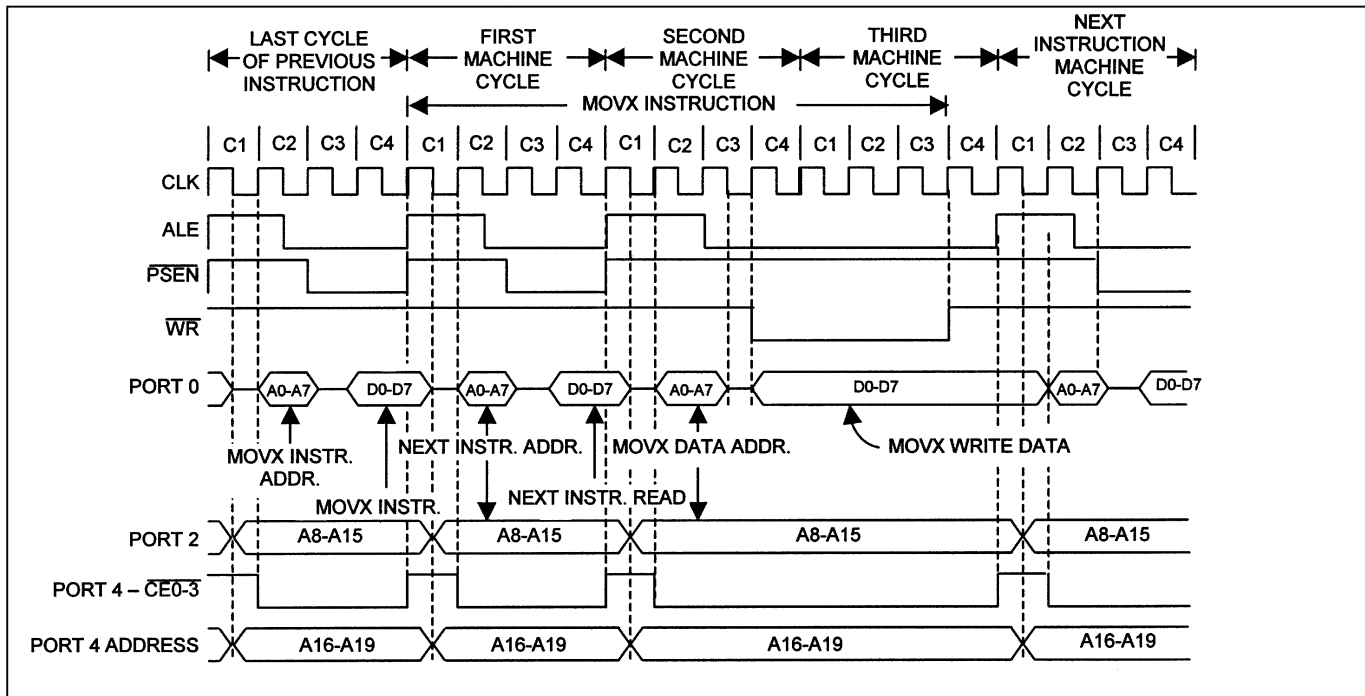 LAST CYCLE
OF PREVIOUS
INSTRUCTION
FIRST
MACHINE
CYCLE
SECOND
MACHINE
CYCLE
THIRD
MACHINE
CYCLE
NEXT
INSTRUCTION
MACHINE
CYCLE
MOVX INSTRUCTION
C1 C2 C3 C4 C1 C2 C3 C4 C1 C2 C3 C4 C1 C2 C3 C4 C1 C2 C3 C4
CLK
ALE
PSEN
WR
PORT 0 A0-A7 D0-D7 A0-A7 D0-D7 A0-A7 D0-D7 A0-A7 D0-D7
MOVX INSTR.
ADDR.
MOVX INSTR.
NEXT INSTR. ADDR.
NEXT INSTR. READ
MOVX DATA ADDR.
MOVX WRITE DATA
PORT 2 A8-A15 A8-A15 A8-A15 A8-A15
PORT 4 – CE0-3
PORT 4 ADDRESS A16-A19 A16-A19 A16-A19 A16-A19